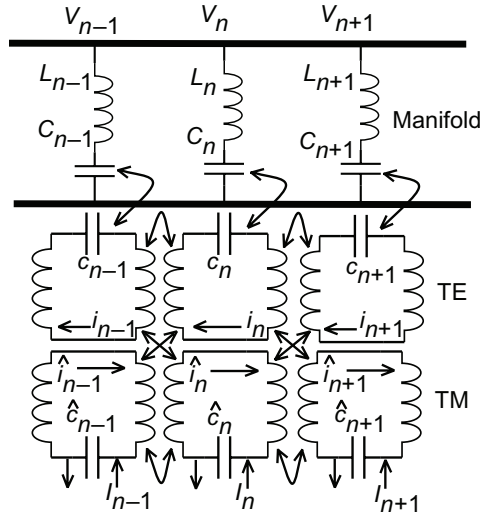 V_{n–1} V_n V_{n+1}
L_{n–1} L_n L_{n+1}
Manifold
C_{n–1} C_n C_{n+1}
c_{n–1} c_n c_{n+1}
TE
i_{n–1} i_n i_{n+1}
î_{n–1} î_n î_{n+1}
TM
ĉ_{n–1} ĉ_n ĉ_{n+1}
I_{n–1} I_n I_{n+1}